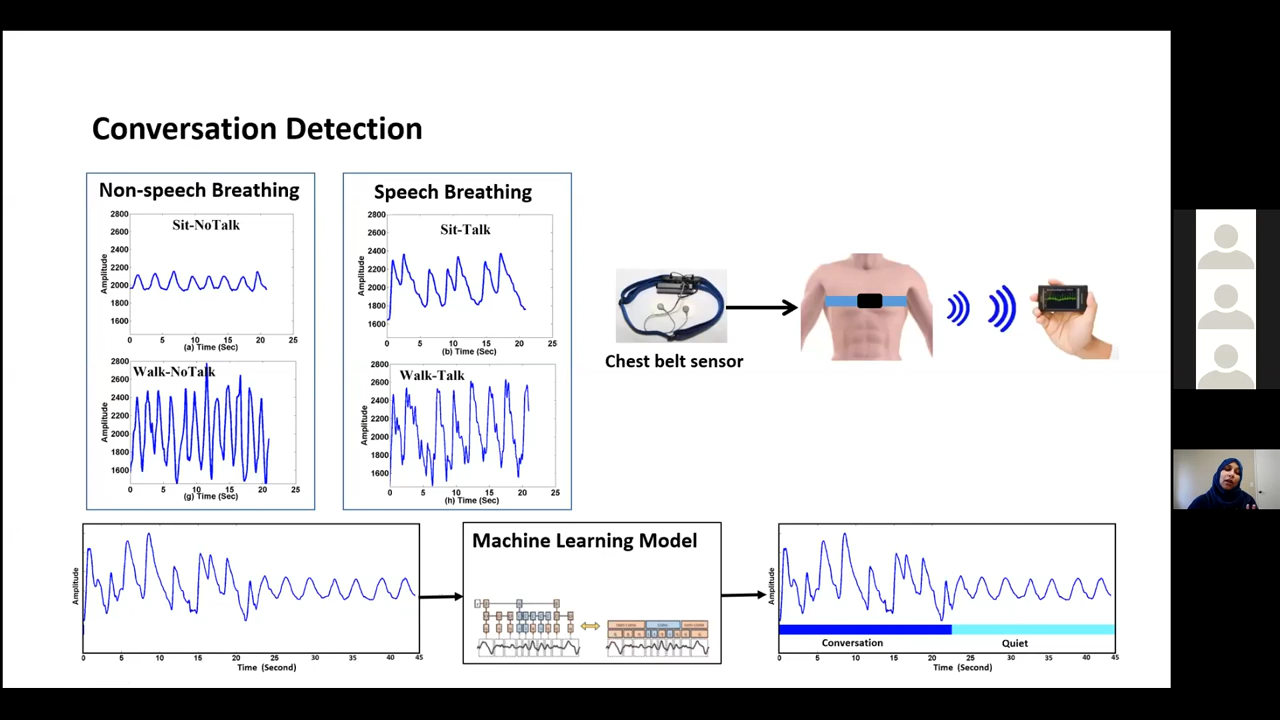 Conversation Detection
Non-speech Breathing
Sit-NoTalk
2800
2600
2400
2200
2000
1800
1600
Amplitude
0 5 10 15 20 25
(a) Time (Sec)
Walk-NoTalk
2800
2600
2400
2200
2000
1800
1600
Amplitude
0 5 10 15 20 25
(g) Time (Sec)
Speech Breathing
Sit-Talk
2800
2600
2400
2200
2000
1800
1600
Amplitude
0 5 10 15 20 25
(b) Time (Sec)
Walk-Talk
2800
2600
2400
2200
2000
1800
1600
Amplitude
0 5 10 15 20 25
(h) Time (Sec)
Chest belt sensor
Amplitude
0 5 10 15 20 25 30 35 40 45
Time (Second)
Machine Learning Model
Amplitude
Conversation
Quiet
0 5 10 15 20 25 30 35 40 45
Time (Second)